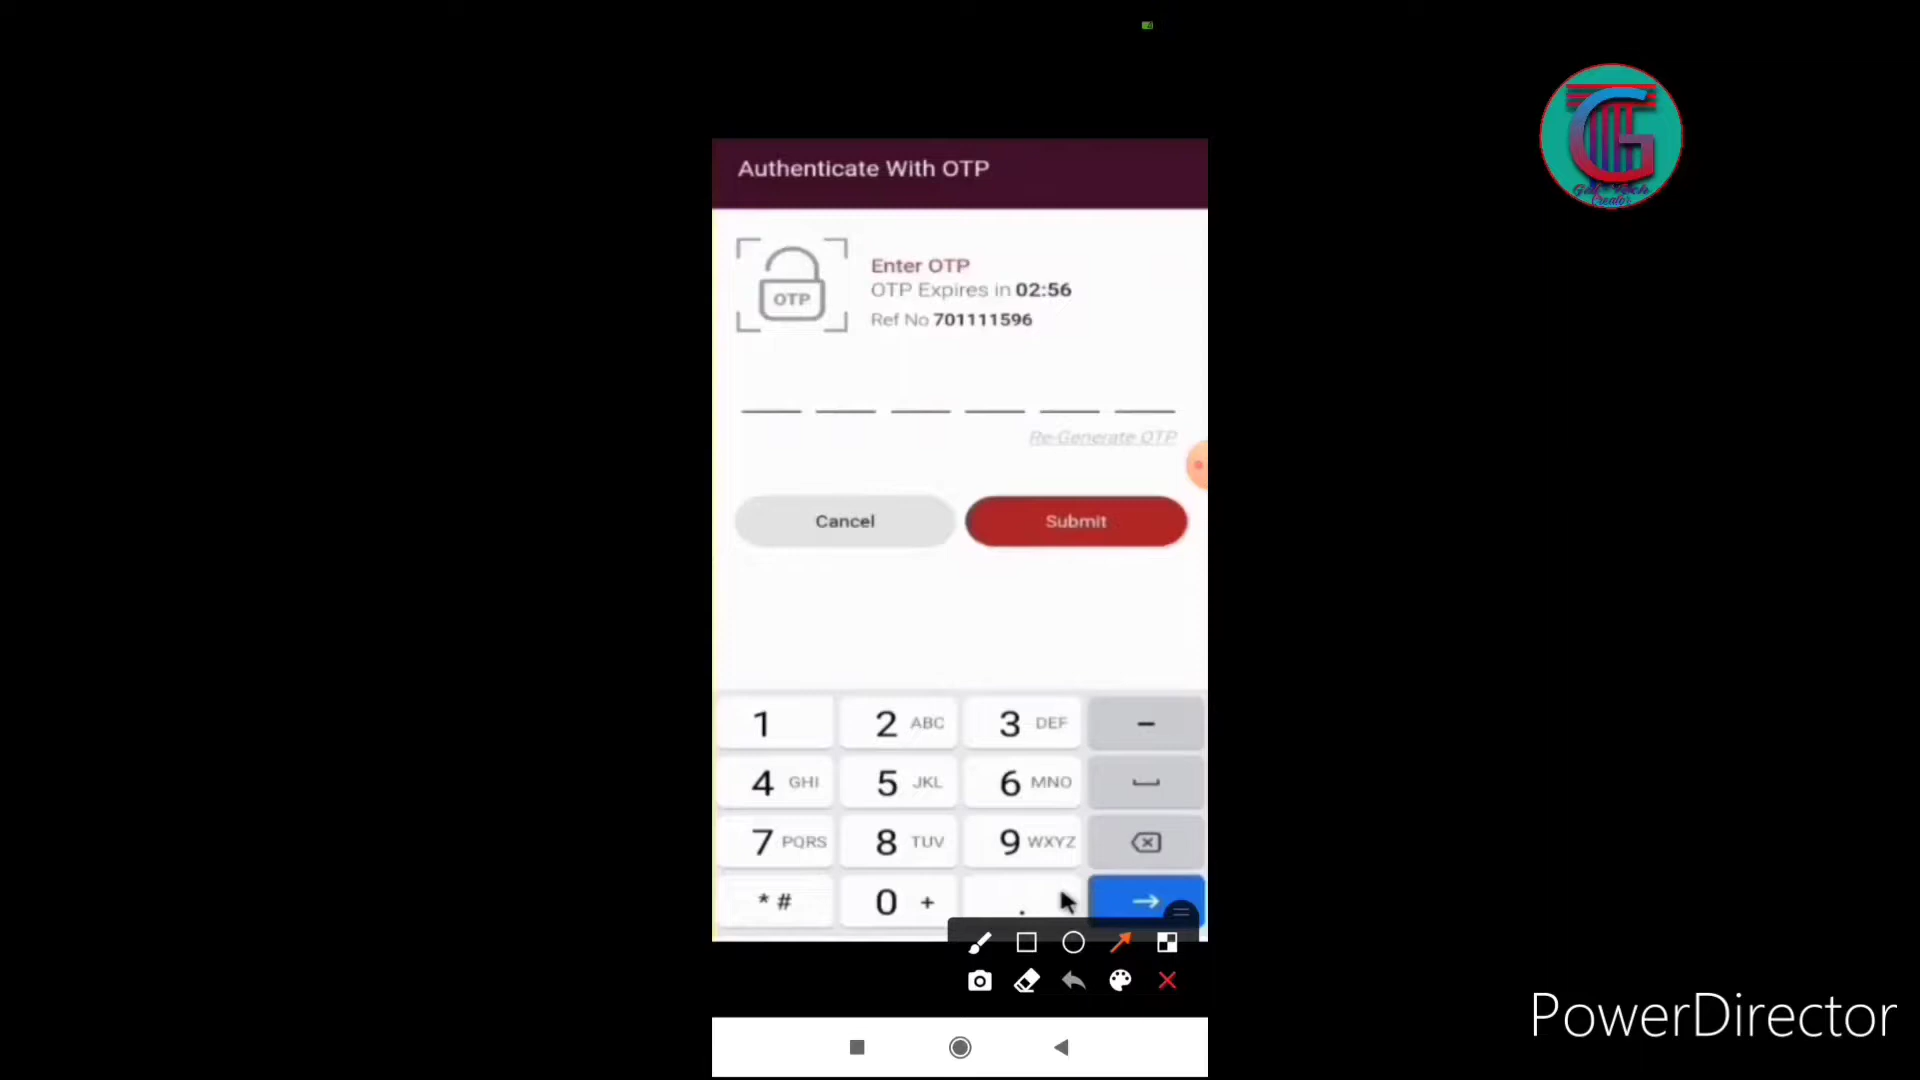 Authenticate With OTP
OTP
Enter OTP
OTP Expires in 02:56
Ref No 701111596
Re-Generate OTP
Cancel
Submit
1
2 ABC
3 DEF
-
4 GHI
5 JKL
6 MNO
7 PQRS
8 TUV
9 WXYZ
* #
0 +
.
G
Creator
PowerDirector